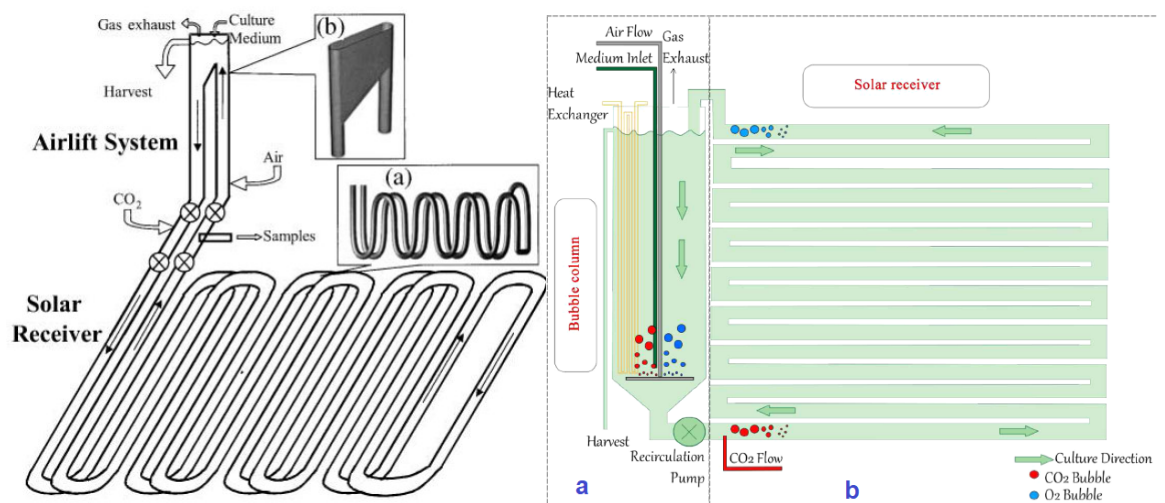 Gas exhaust
Culture
Medium
(b)
Harvest
Airlift System
Air
(a)
CO2
Samples
Solar
Receiver
Air Flow
Gas
Exhaust
Medium Inlet
Heat
Exchanger
Solar receiver
Bubble column
Harvest
Recirculation
Pump
CO2 Flow
Culture Direction
CO2 Bubble
O2 Bubble
a
b